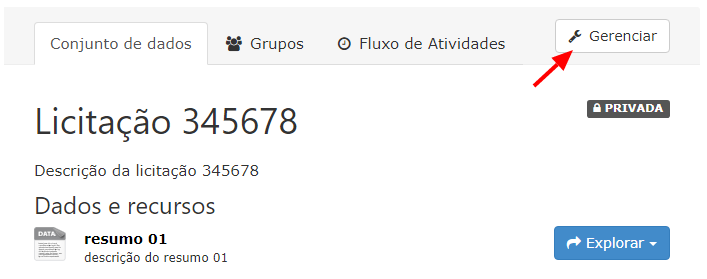 Conjunto de dados
Grupos
Fluxo de Atividades
Gerenciar
Licitação 345678
PRIVADA
Descrição da licitação 345678
Dados e recursos
DATA
resumo 01
descrição do resumo 01
Explorar